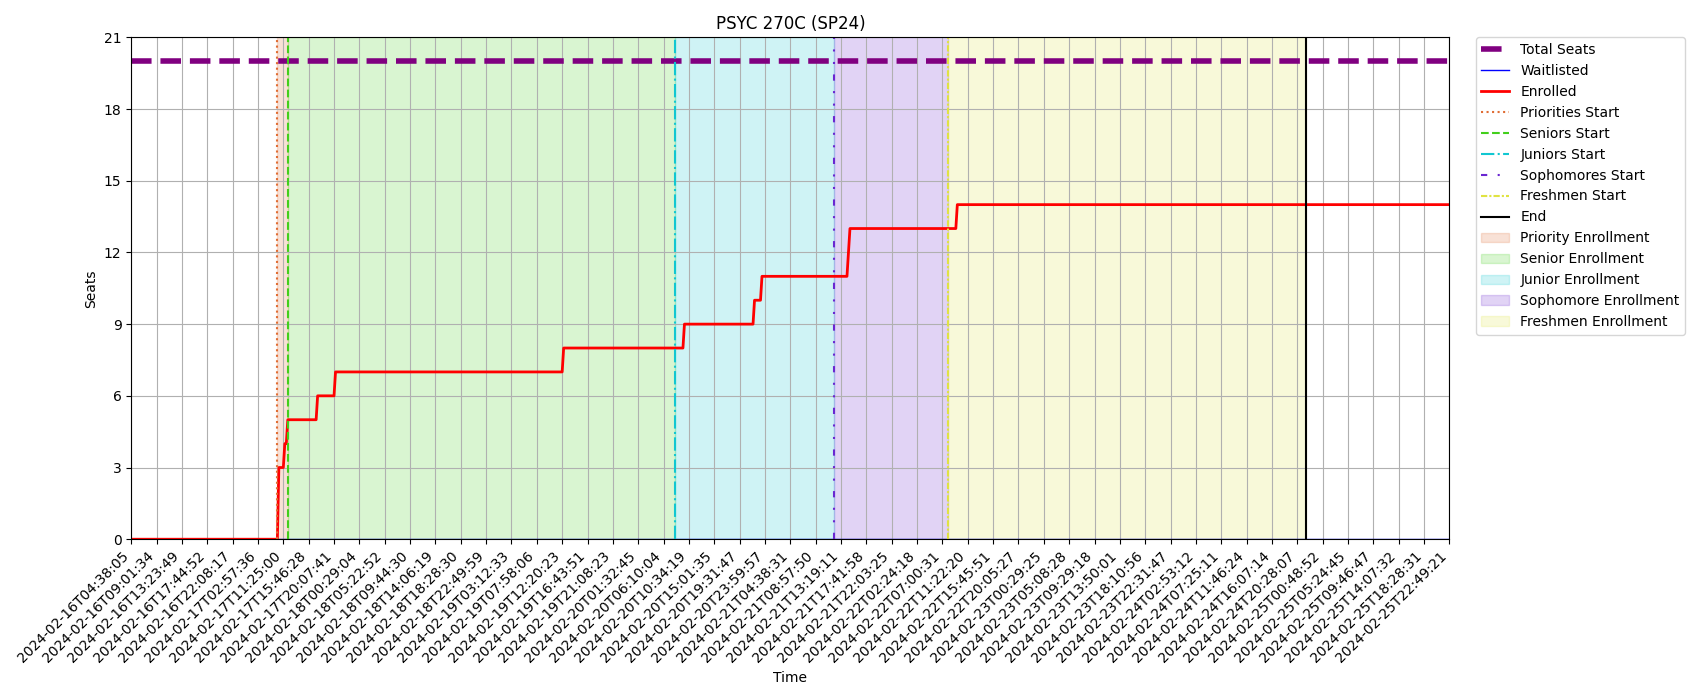 PSYC 270C (SP24)
Seats
21
18
15
12
9
6
3
0
2024-02-16T04:38:05
2024-02-16T09:01:34
2024-02-16T13:23:49
2024-02-16T17:44:52
2024-02-16T22:08:17
2024-02-17T02:57:36
2024-02-17T11:25:00
2024-02-17T15:46:28
2024-02-17T20:07:41
2024-02-18T00:29:04
2024-02-18T05:22:52
2024-02-18T09:44:30
2024-02-18T14:06:19
2024-02-18T18:28:30
2024-02-18T22:49:59
2024-02-19T03:12:33
2024-02-19T07:58:06
2024-02-19T12:20:23
2024-02-19T16:43:51
2024-02-19T21:08:23
2024-02-20T01:32:45
2024-02-20T06:10:04
2024-02-20T10:34:19
2024-02-20T15:01:35
2024-02-20T19:31:47
2024-02-20T23:59:57
2024-02-21T04:38:31
2024-02-21T08:57:50
2024-02-21T13:19:11
2024-02-21T17:41:58
2024-02-21T22:03:25
2024-02-22T02:24:18
2024-02-22T07:00:31
2024-02-22T11:22:20
2024-02-22T15:45:51
2024-02-22T20:05:27
2024-02-23T00:29:25
2024-02-23T05:08:28
2024-02-23T09:29:18
2024-02-23T13:50:01
2024-02-23T18:10:56
2024-02-23T22:31:47
2024-02-24T02:53:12
2024-02-24T07:25:11
2024-02-24T11:46:24
2024-02-24T16:07:14
2024-02-24T20:28:07
2024-02-25T00:48:52
2024-02-25T05:24:45
2024-02-25T09:46:47
2024-02-25T14:07:32
2024-02-25T18:28:31
2024-02-25T22:49:21
Time
Total Seats
Waitlisted
Enrolled
Priorities Start
Seniors Start
Juniors Start
Sophomores Start
Freshmen Start
End
Priority Enrollment
Senior Enrollment
Junior Enrollment
Sophomore Enrollment
Freshmen Enrollment